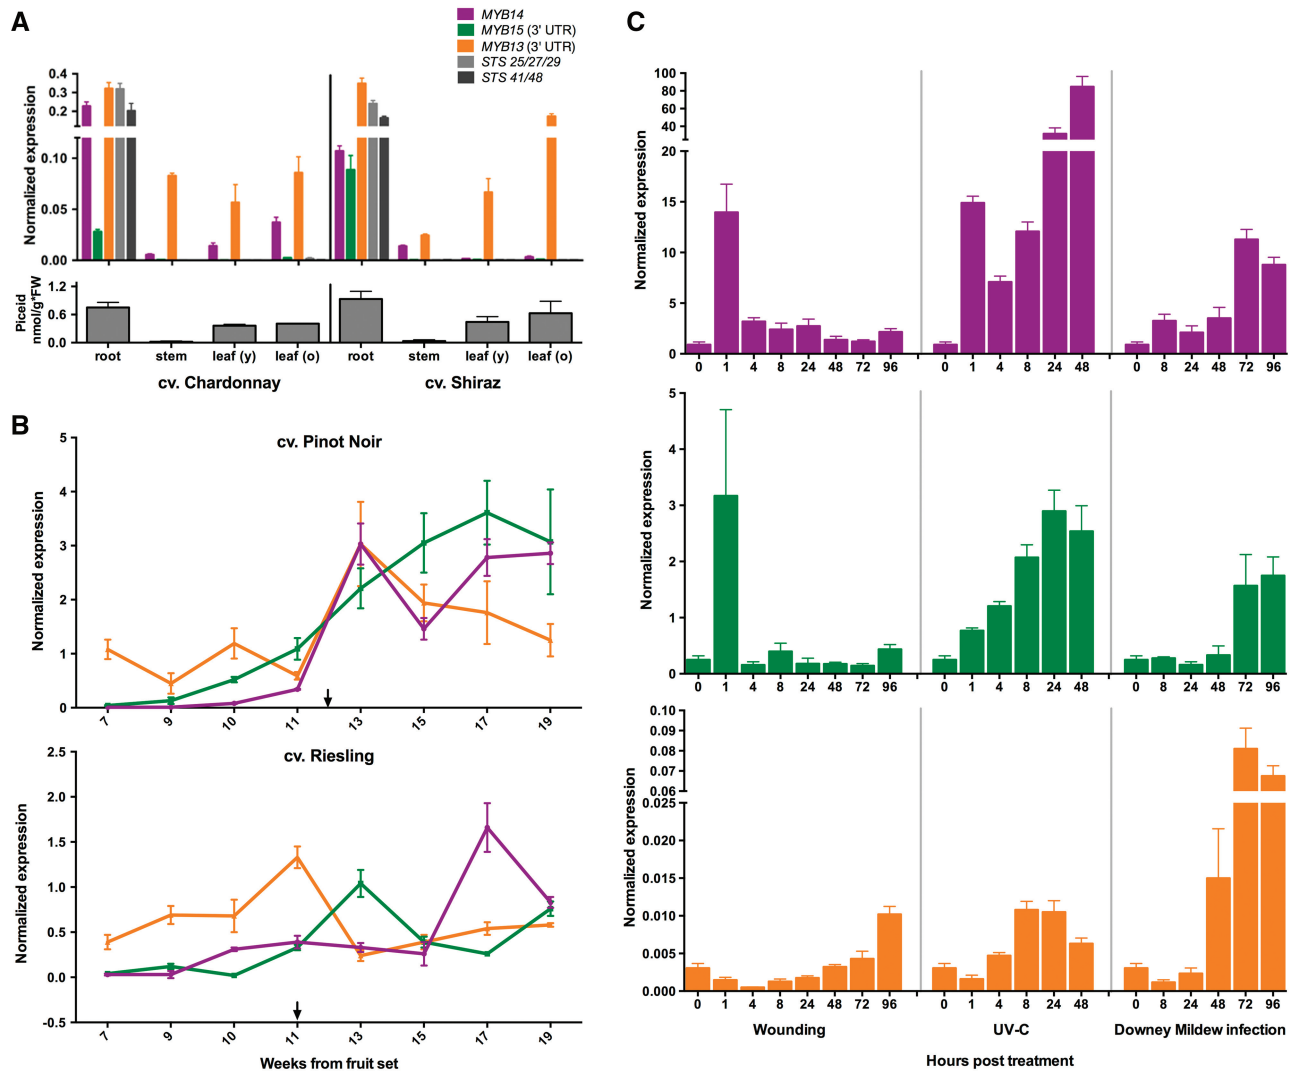 A
MYB14
MYB15 (3' UTR)
MYB13 (3' UTR)
STS 25/27/29
STS 41/48
Normalized expression
0.4
0.3
0.2
0.10
0.05
0.00
Piceid
nmol/g*FW
1.2
0.6
0.0
root stem leaf (y) leaf (o) root stem leaf (y) leaf (o)
cv. Chardonnay cv. Shiraz
B
cv. Pinot Noir
Normalized expression
5
4
3
2
1
0
7 9 10 11 13 15 17 19
cv. Riesling
Normalized expression
2.5
2.0
1.5
1.0
0.5
0.0
-0.5
7 9 10 11 13 15 17 19
Weeks from fruit set
C
Normalized expression
100
80
60
40
20
15
10
5
0
0 1 4 8 24 48 72 96 0 1 4 8 24 48 0 8 24 48 72 96
Normalized expression
5
4
3
2
1
0
0 1 4 8 24 48 72 96 0 1 4 8 24 48 0 8 24 48 72 96
Normalized expression
0.10
0.09
0.08
0.07
0.06
0.025
0.020
0.015
0.010
0.005
0.000
0 1 4 8 24 48 72 96 0 1 4 8 24 48 0 8 24 48 72 96
Wounding UV-C Downey Mildew infection
Hours post treatment